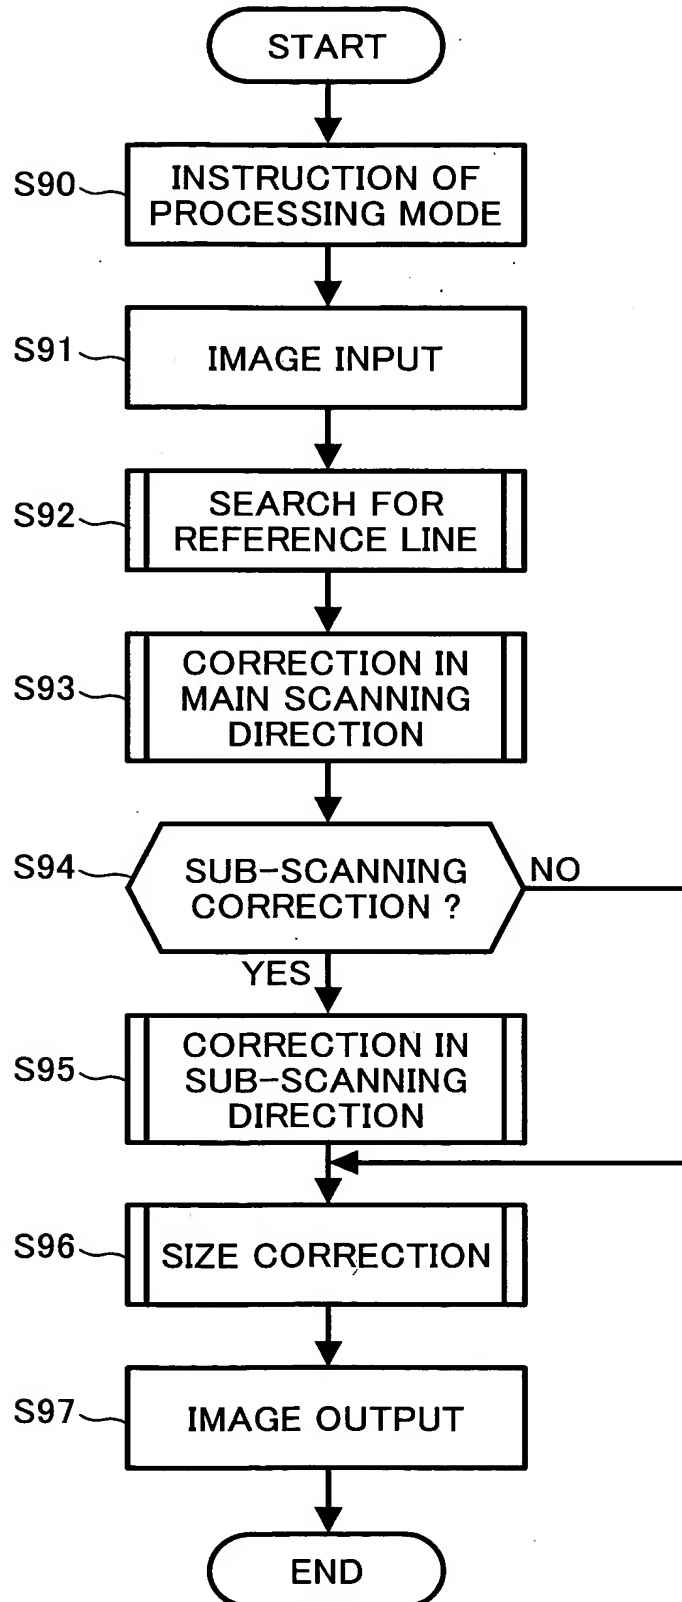 START
S90
INSTRUCTION OF
PROCESSING MODE
S91
IMAGE INPUT
S92
SEARCH FOR
REFERENCE LINE
S93
CORRECTION IN
MAIN SCANNING
DIRECTION
S94
SUB-SCANNING
CORRECTION ?
NO
YES
S95
CORRECTION IN
SUB-SCANNING
DIRECTION
S96
SIZE CORRECTION
S97
IMAGE OUTPUT
END